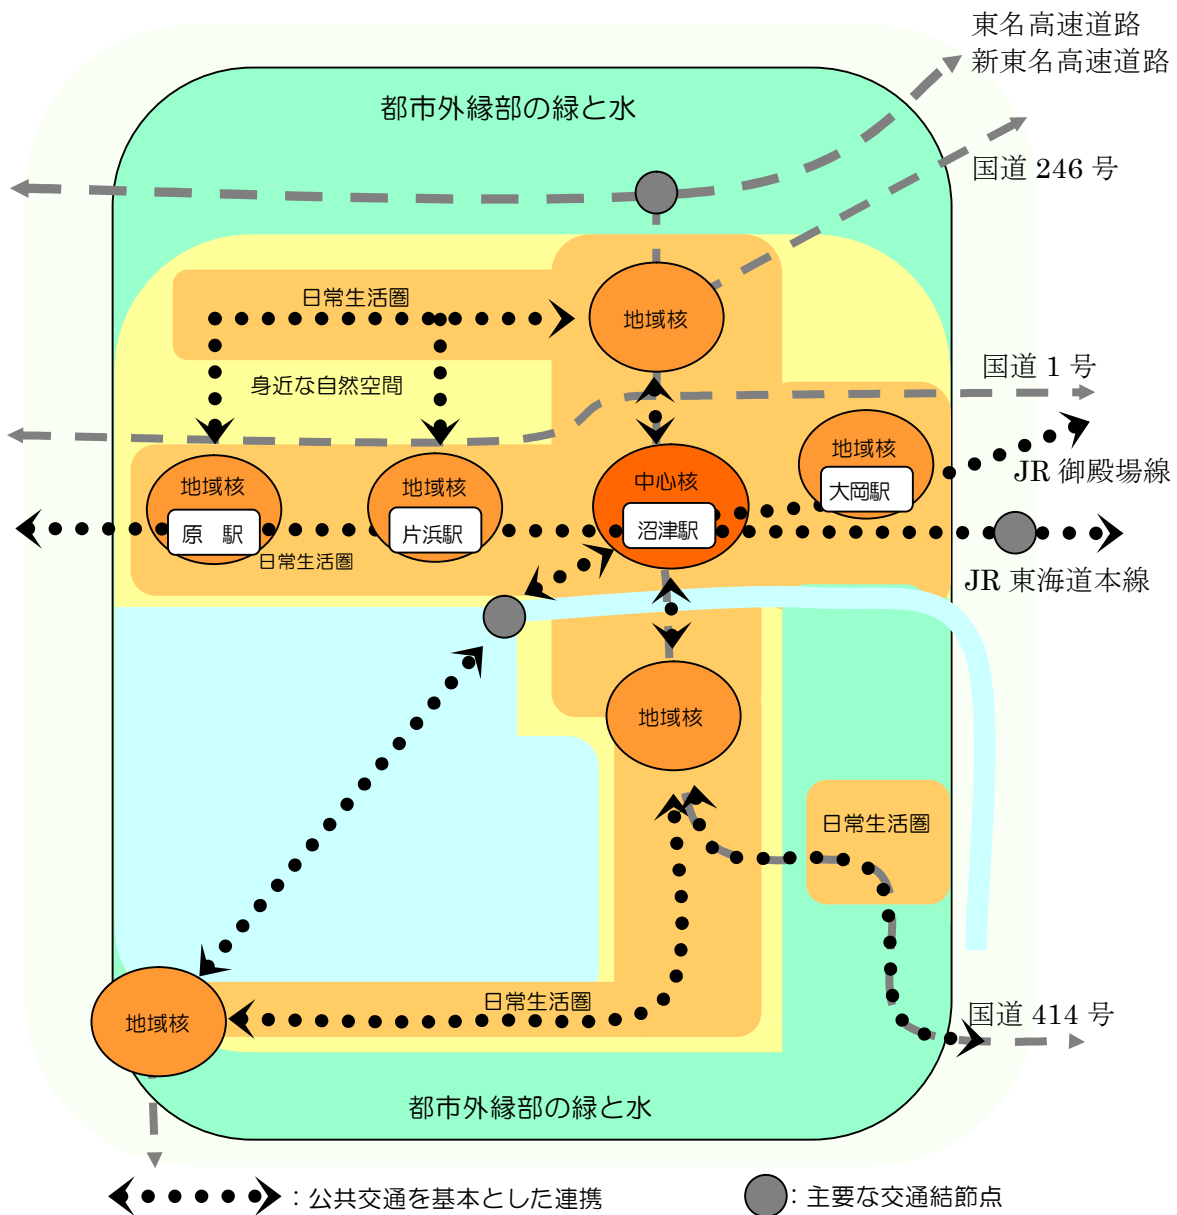 東名高速道路
新東名高速道路
都市外縁部の緑と水
国道 246 号
日常生活圏
地域核
身近な自然空間
国道 1 号
地域核
大岡駅
JR 御殿場線
地域核
原　駅
地域核
片浜駅
中心核
沼津駅
日常生活圏
JR 東海道本線
地域核
日常生活圏
日常生活圏
地域核
国道 414 号
都市外縁部の緑と水
：公共交通を基本とした連携
：主要な交通結節点